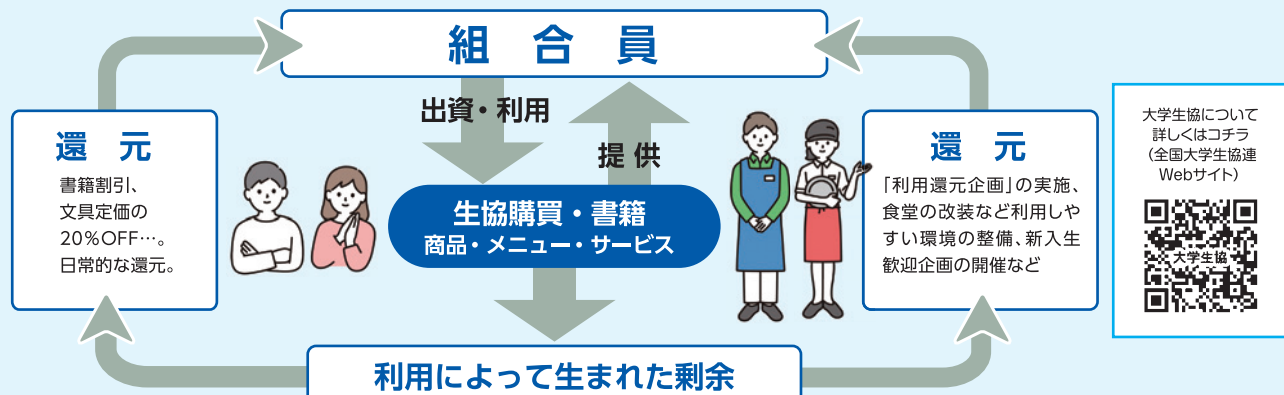 組合員
出資・利用
提供
生協購買・書籍
商品・メニュー・サービス
還元
書籍割引、
文具定価の
20%OFF…。
日常的な還元。
還元
「利用還元企画」の実施、
食堂の改装など利用しや
すい環境の整備、新入生
歓迎企画の開催など
利用によって生まれた剰余
大学生協について
詳しくはコチラ
(全国大学生協連
Webサイト)
大学生協